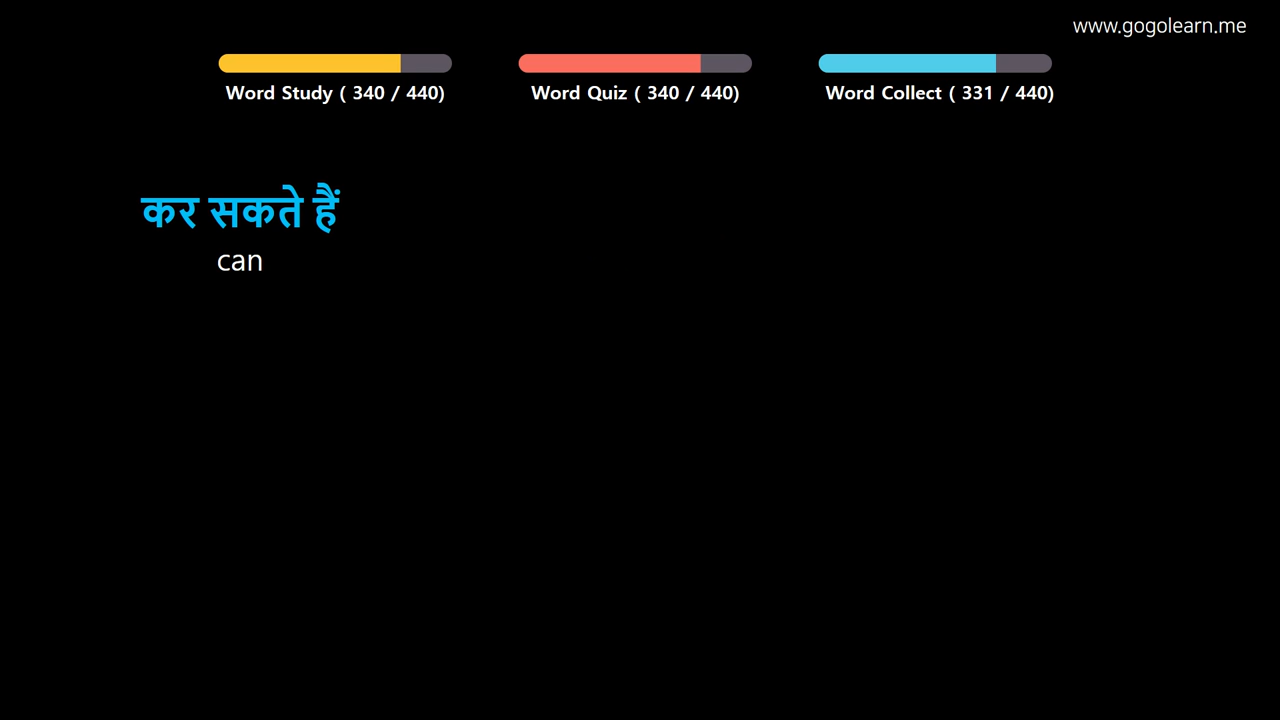 www.gogolearn.me
Word Study ( 340 / 440)
Word Quiz ( 340 / 440)
Word Collect ( 331 / 440)
कर सकते हैं
can